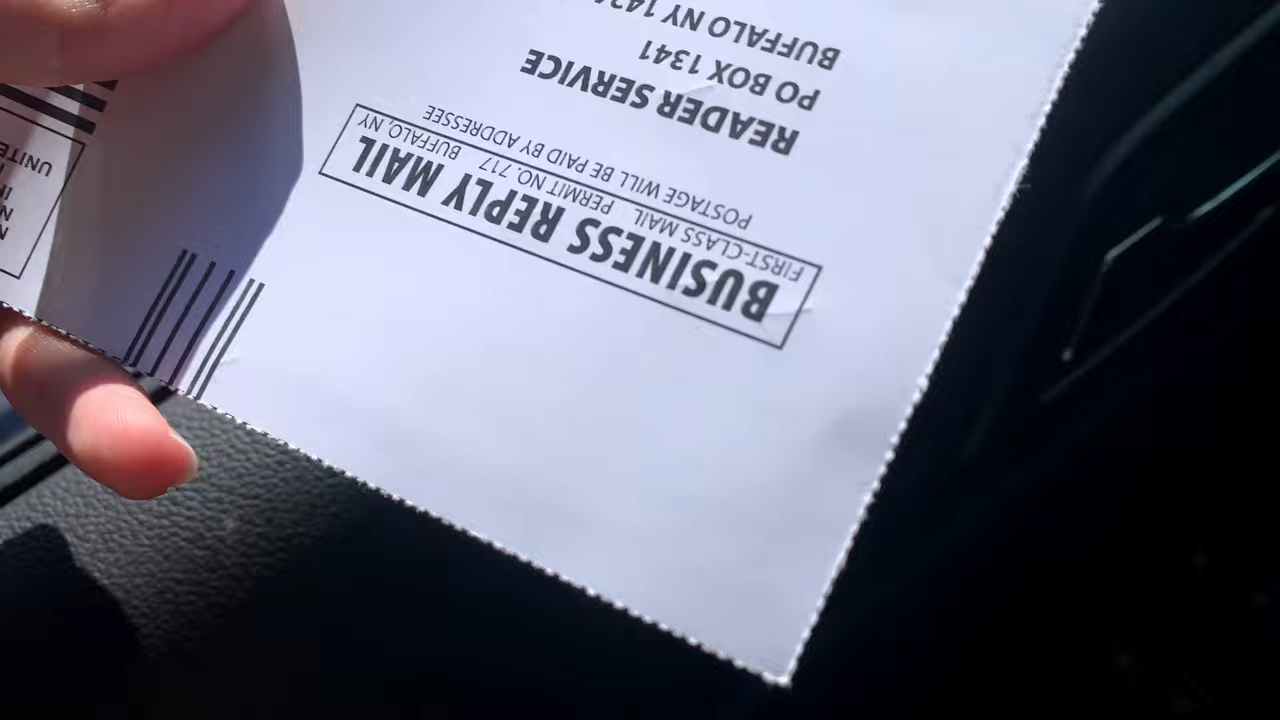 UNITE
BUSINESS REPLY MAIL
FIRST-CLASS MAIL PERMIT NO. 717 BUFFALO, NY
POSTAGE WILL BE PAID BY ADDRESSEE
READER SERVICE
PO BOX 1341
BUFFALO NY